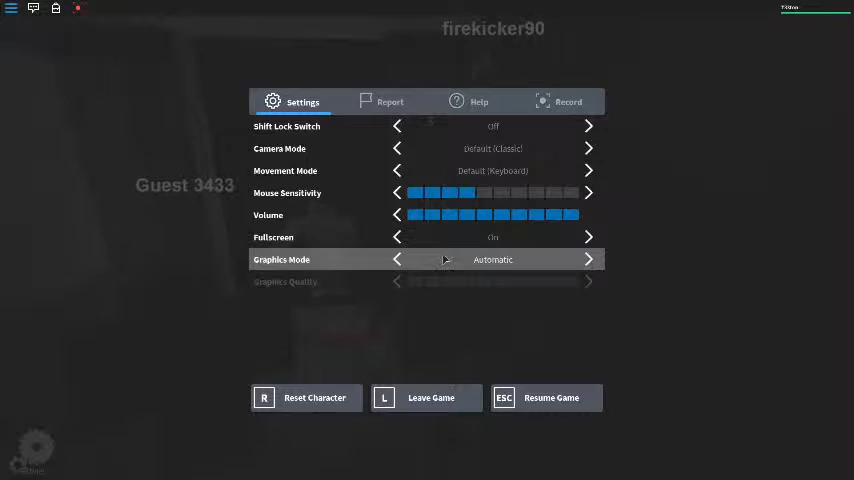 firekicker90
Settings
Report
Help
Record
Shift Lock Switch
Off
Camera Mode
Default (Classic)
Movement Mode
Default (Keyboard)
Guest 3433
Mouse Sensitivity
Volume
Fullscreen
On
Graphics Mode
Automatic
Graphics Quality
R
Reset Character
L
Leave Game
ESC
Resume Game